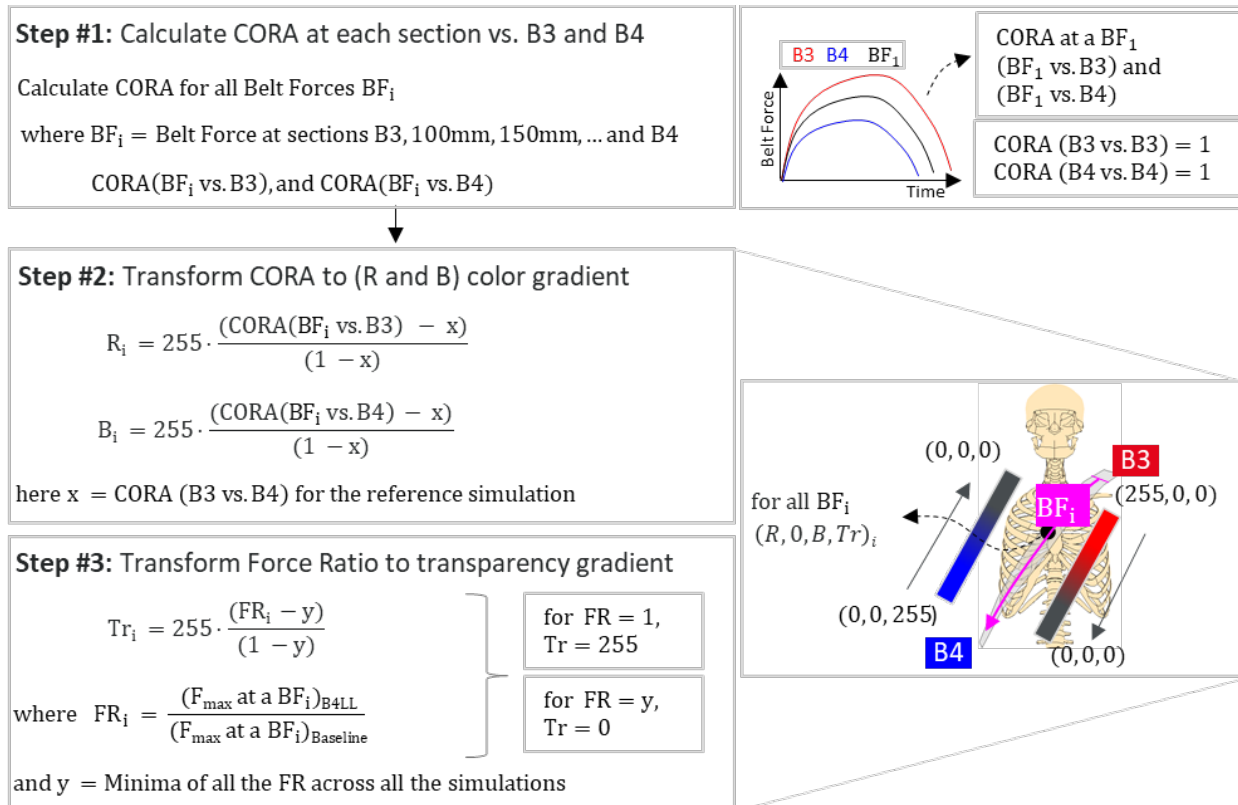 Step #1: Calculate CORA at each section vs. B3 and B4
Calculate CORA for all Belt Forces BFᵢ
where BFᵢ = Belt Force at sections B3, 100mm, 150mm, … and B4
CORA(BFᵢ vs. B3), and CORA(BFᵢ vs. B4)
B3 B4 BF₁
Belt Force
Time
CORA at a BF₁
(BF₁ vs. B3) and
(BF₁ vs. B4)
CORA (B3 vs. B3) = 1
CORA (B4 vs. B4) = 1
Step #2: Transform CORA to (R and B) color gradient
Rᵢ = 255 · (CORA(BFᵢ vs. B3) − x) / (1 − x)
Bᵢ = 255 · (CORA(BFᵢ vs. B4) − x) / (1 − x)
here x = CORA (B3 vs. B4) for the reference simulation
Step #3: Transform Force Ratio to transparency gradient
Trᵢ = 255 · (FRᵢ − y) / (1 − y)
where FRᵢ = (Fₘₐₓ at a BFᵢ)B4LL / (Fₘₐₓ at a BFᵢ)Baseline
and y = Minima of all the FR across all the simulations
for FR = 1,
Tr = 255
for FR = y,
Tr = 0
for all BFᵢ
(R, 0, B, Tr)ᵢ
(0, 0, 0)
B3
(255, 0, 0)
BFᵢ
(0, 0, 255)
B4
(0, 0, 0)